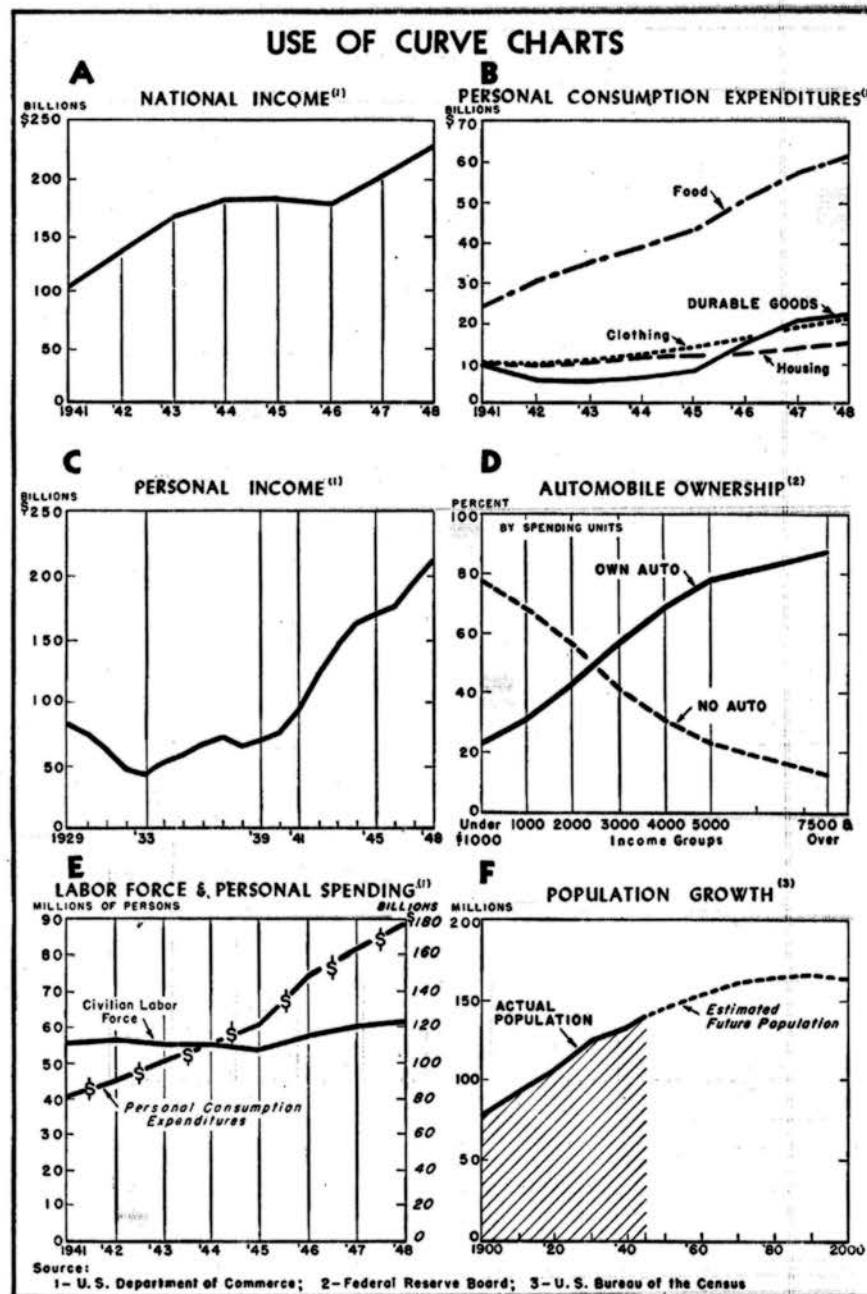 USE OF CURVE CHARTS
A
NATIONAL INCOME(1)
BILLIONS
$250
200
150
100
50
0
1941 '42 '43 '44 '45 '46 '47 '48
B
PERSONAL CONSUMPTION EXPENDITURES(
BILLIONS
$
70
60
50
40
30
20
10
0
Food
DURABLE GOODS
Clothing
Housing
1941 '42 '43 '44 '45 '46 '47 48
C
PERSONAL INCOME(1)
BILLIONS
$250
200
150
100
50
0
1929 '33 '39 '41 '45 '48
D
AUTOMOBILE OWNERSHIP(2)
PERCENT
100
80
60
40
20
0
BY SPENDING UNITS
OWN AUTO
NO AUTO
Under 1000 2000 3000 4000 5000 7500 &
$1000 Income Groups Over
E
LABOR FORCE & PERSONAL SPENDING(1)
MILLIONS OF PERSONS
BILLIONS
90
80
70
60
50
40
30
20
10
0
$
180
160
140
120
100
80
60
40
20
0
Civilian Labor
Force
$ $ $ $ $ $ $
Personal Consumption
Expenditures
1941 '42 '43 '44 '45 '46 '47 '48
F
POPULATION GROWTH(3)
MILLIONS
200
150
100
50
0
ACTUAL
POPULATION
Estimated
Future Population
1900 '20 '40 '60 '80 2000
Source:
1- U.S. Department of Commerce; 2-Federal Reserve Board; 3-U.S. Bureau of the Census